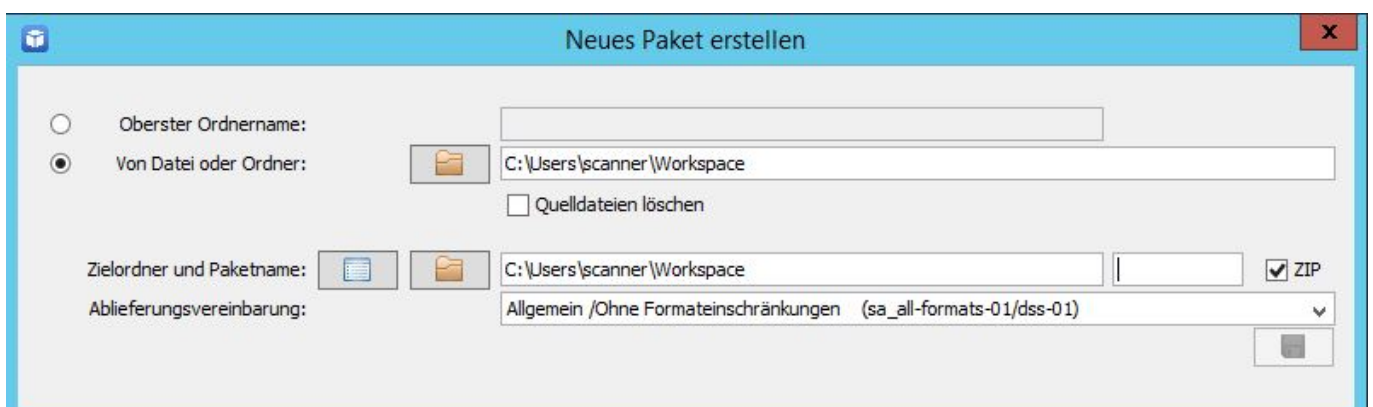 Neues Paket erstellen
x
Oberster Ordnername:
Von Datei oder Ordner: C:\Users\scanner\Workspace
Quelldateien löschen
Zielordner und Paketname: C:\Users\scanner\Workspace ZIP
Ablieferungsvereinbarung: Allgemein /Ohne Formateinschränkungen (sa_all-formats-01/dss-01)